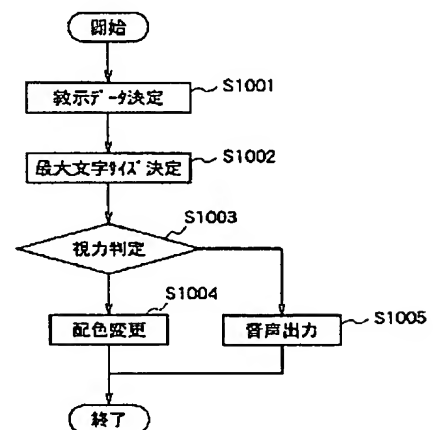 開始
教示データ決定
S1001
最大文字サイズ決定
S1002
視力判定
S1003
配色変更
S1004
音声出力
S1005
終了